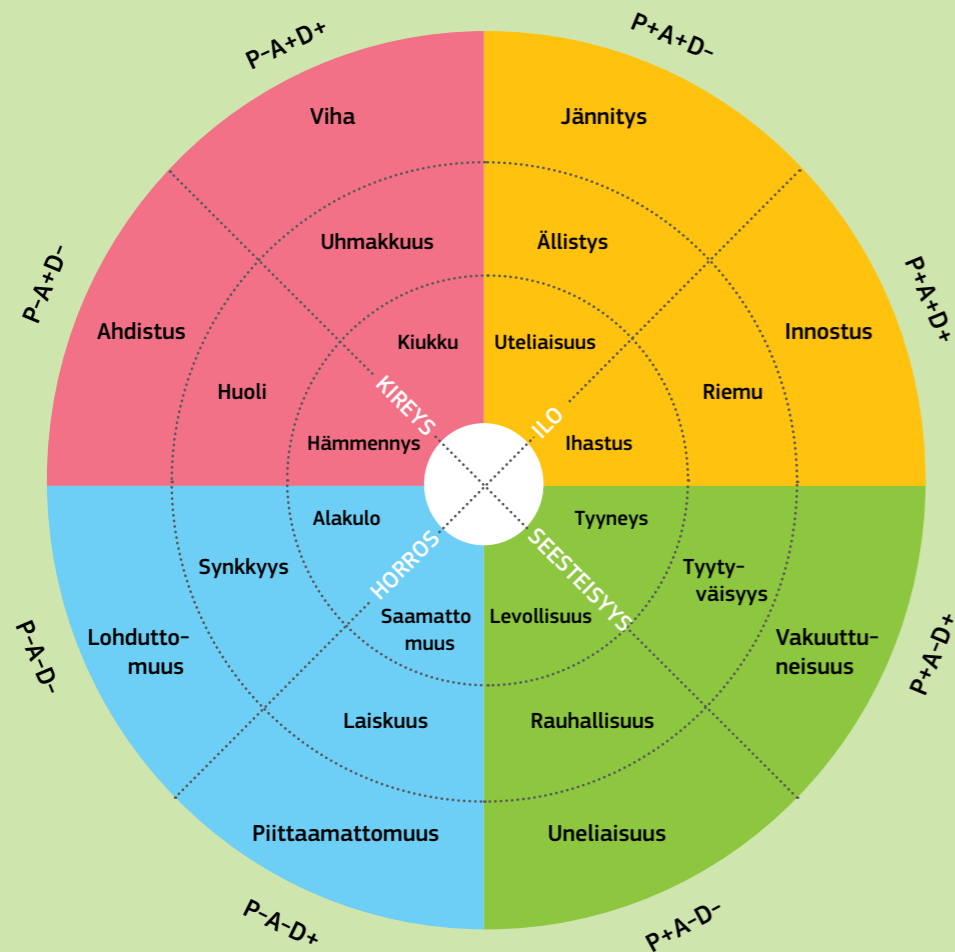 P-A+D+
P+A+D-
Viha
Jännitys
Uhmakkuus
Ällistys
P-A+D-
P+A+D+
Ahdistus
Innostus
Kiukku
Uteliaisuus
Huoli
Riemu
KIREYS
ILO
Hämmennys
Ihastus
Alakulo
Tyyneys
Synkkyys
Tyyty-
väisyys
HORROS
SEESTEISYYS
Saamatto
muus
Levollisuus
Lohdutto-
muus
Vakuuttu-
neisuus
P-A-D-
P+A-D+
Laiskuus
Rauhallisuus
Piittaamattomuus
Uneliaisuus
P-A-D+
P+A-D-